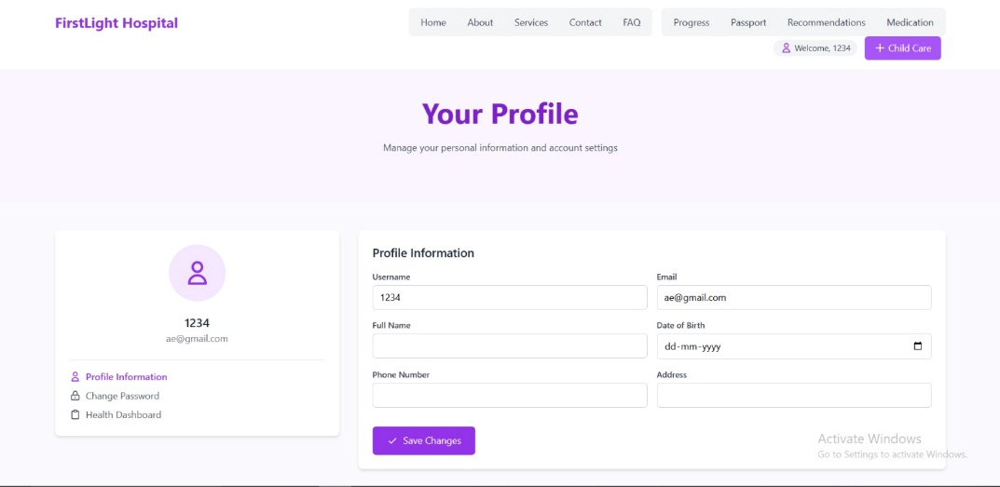 FirstLight Hospital
Home About Services Contact FAQ Progress Passport Recommendations Medication
Welcome, 1234 Child Care
Your Profile
Manage your personal information and account settings
1234
ae@gmail.com
Profile Information
Change Password
Health Dashboard
Profile Information
Username Email
1234 ae@gmail.com
Full Name Date of Birth
dd-mm-yyyy
Phone Number Address
Save Changes
Activate Windows
Go to Settings to activate Windows.